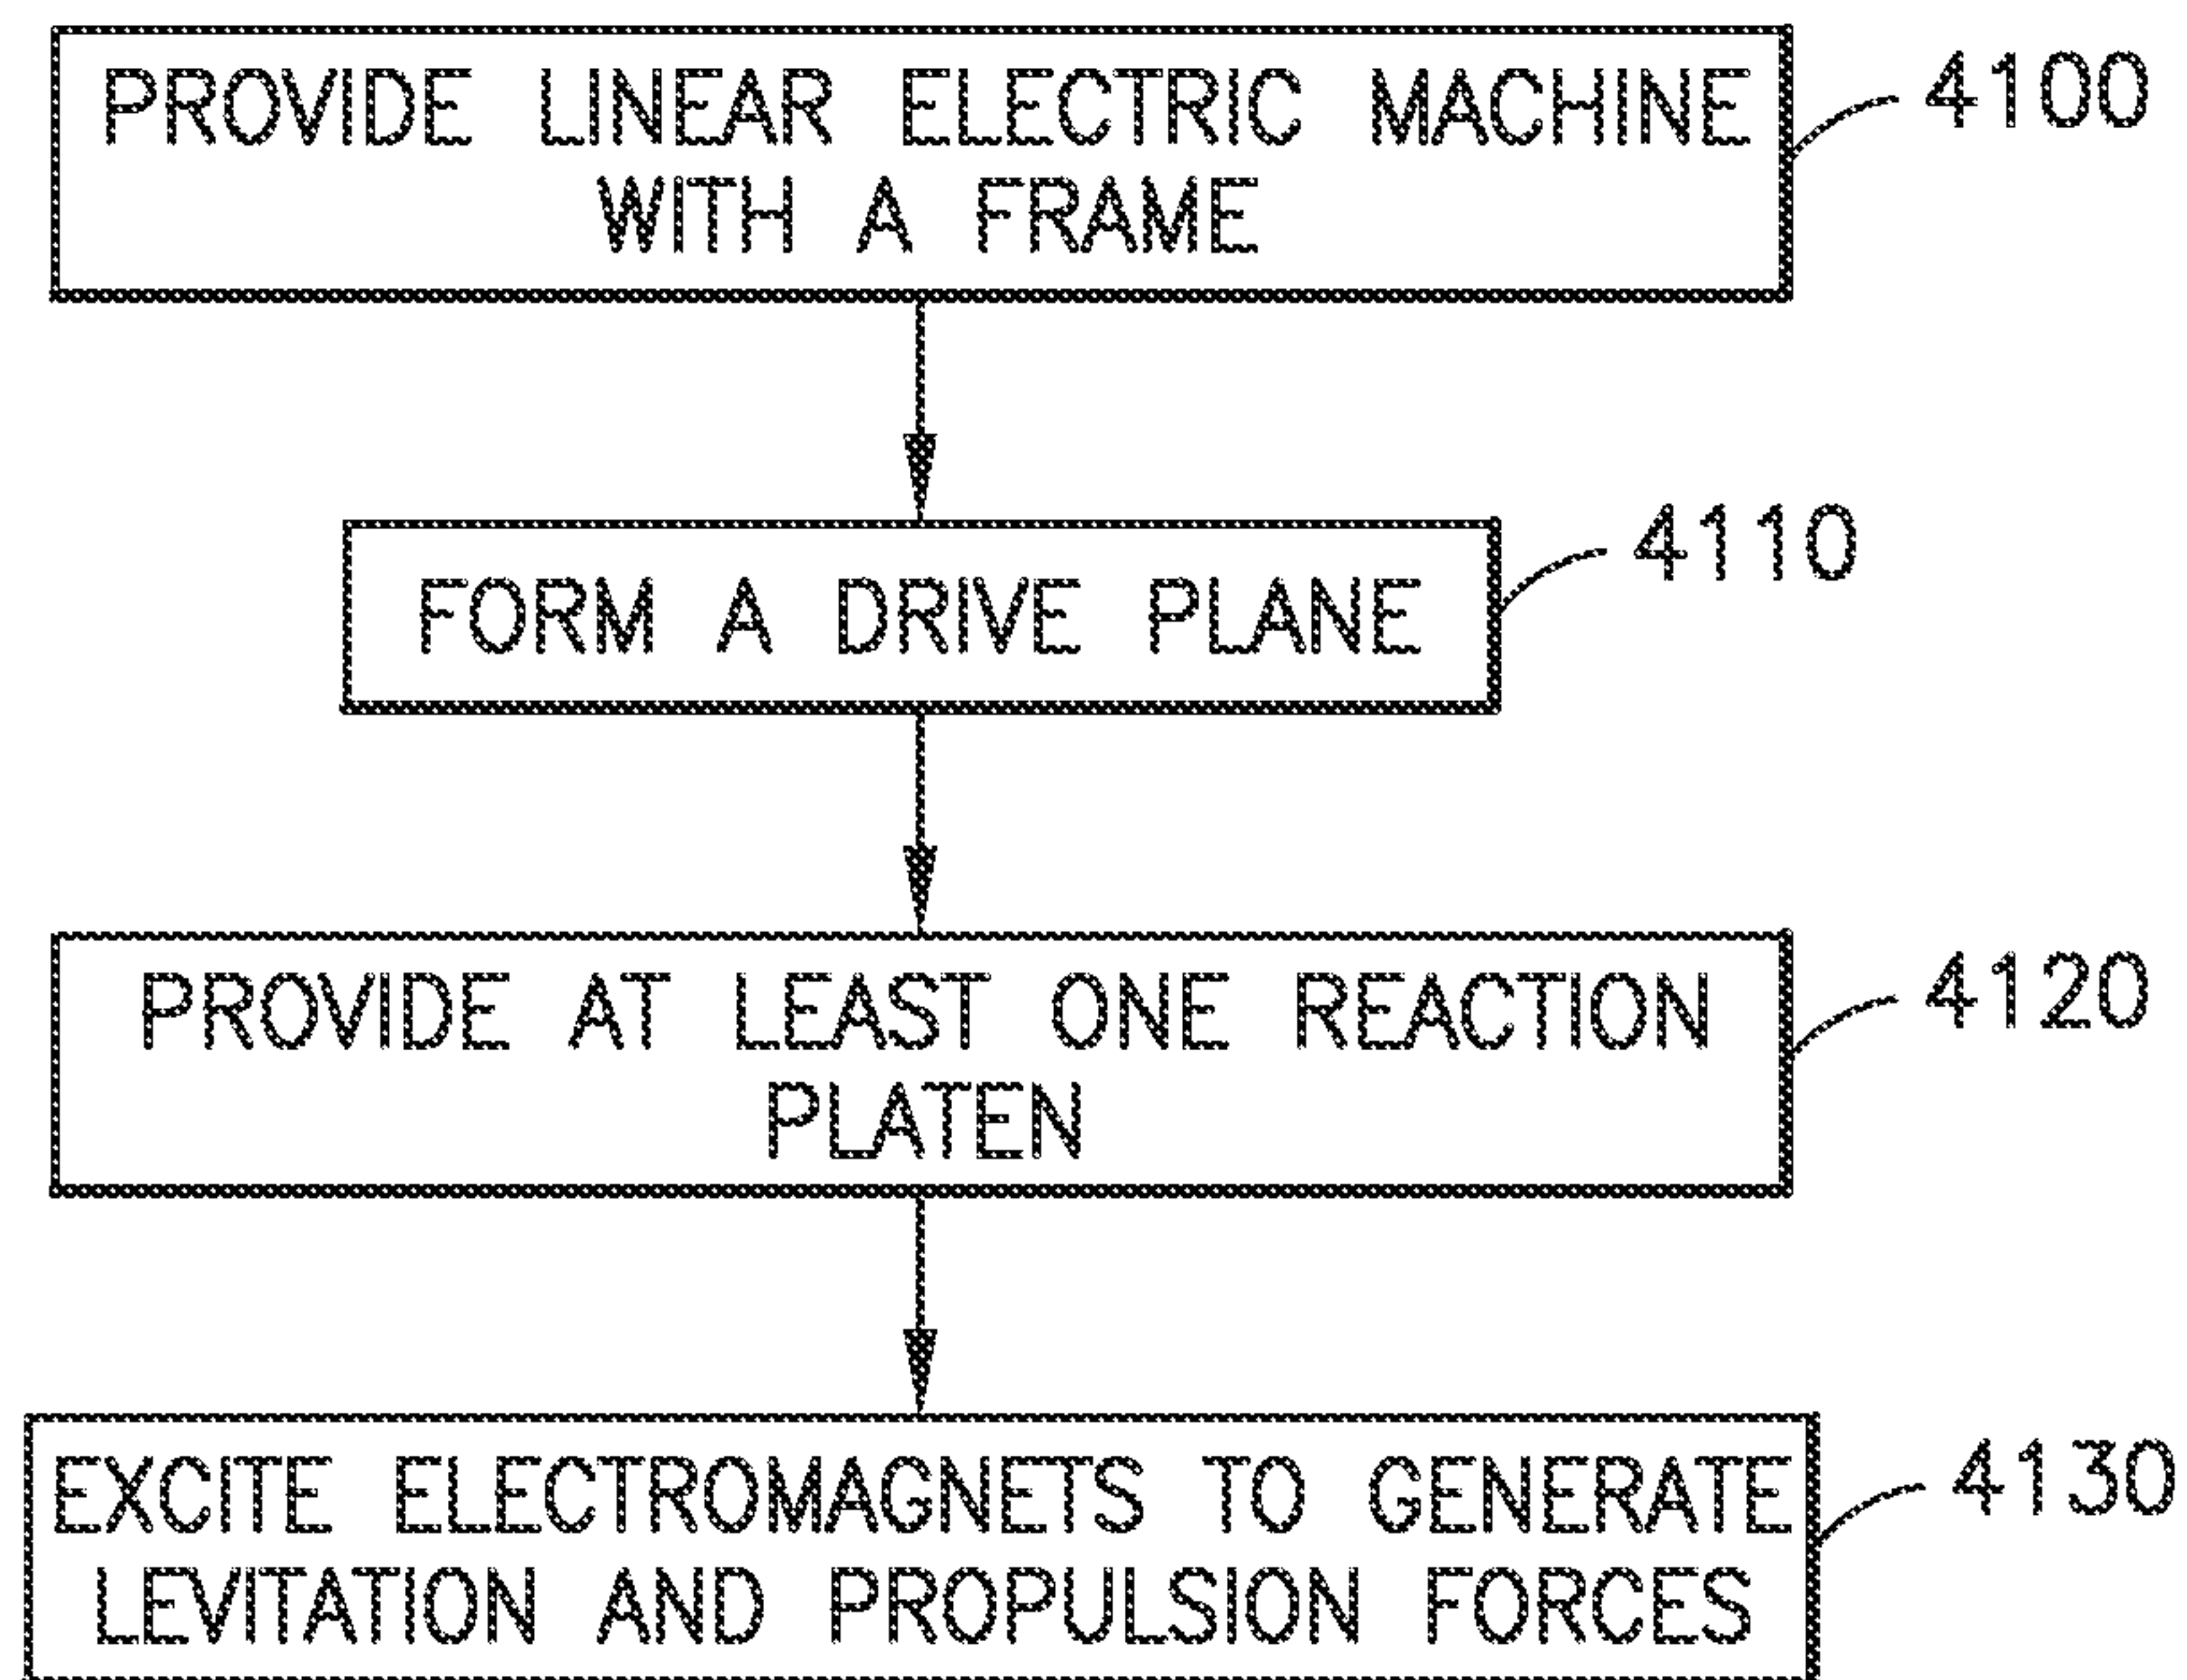 PROVIDE LINEAR ELECTRIC MACHINE
WITH A FRAME
4100
FORM A DRIVE PLANE
4110
PROVIDE AT LEAST ONE REACTION
PLATEN
4120
EXCITE ELECTROMAGNETS TO GENERATE
LEVITATION AND PROPULSION FORCES
4130